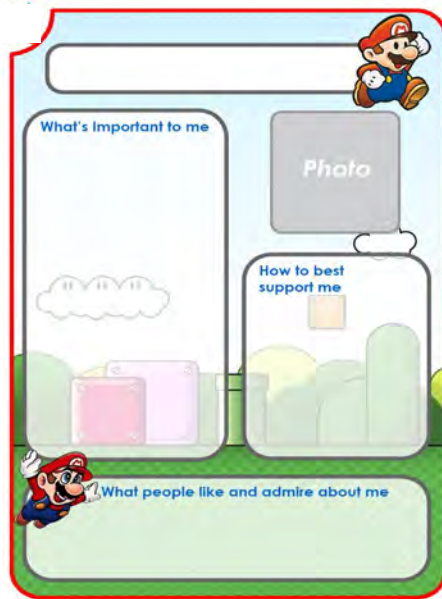 What's Important to me
Photo
How to best
support me
What people like and admire about me